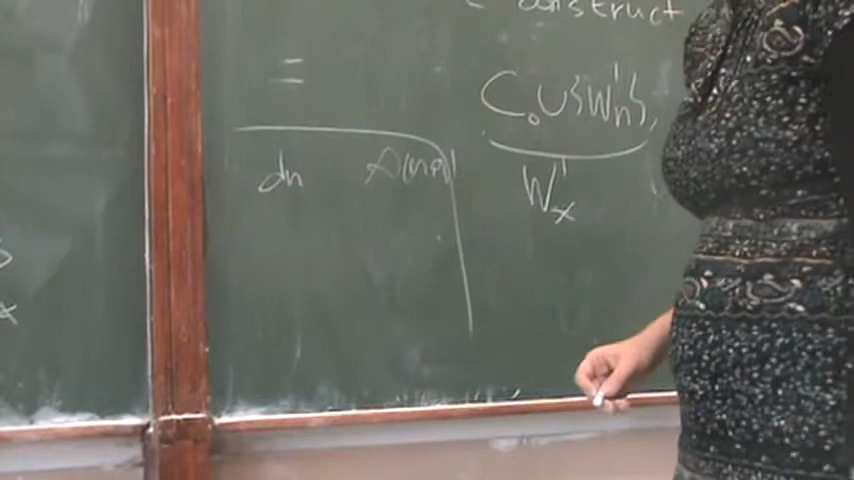 Construct
=
C₀ ∪ {W'ₙ},
dn
W'ₓ